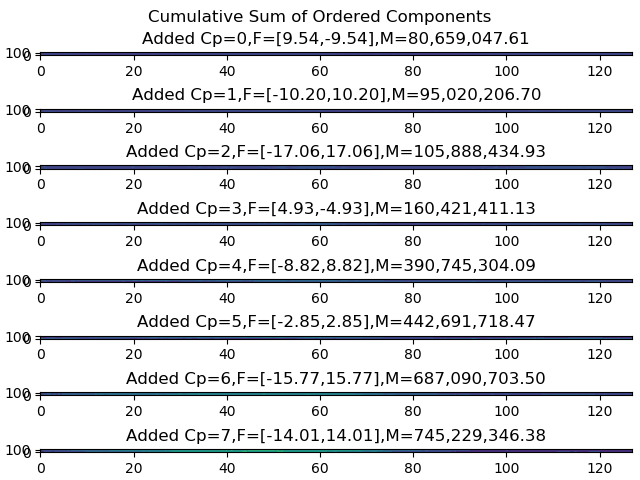 Cumulative Sum of Ordered Components
Added Cp=0,F=[9.54,-9.54],M=80,659,047.61
100 0
0 20 40 60 80 100 120
Added Cp=1,F=[-10.20,10.20],M=95,020,206.70
100 0
0 20 40 60 80 100 120
Added Cp=2,F=[-17.06,17.06],M=105,888,434.93
100 0
0 20 40 60 80 100 120
Added Cp=3,F=[4.93,-4.93],M=160,421,411.13
100 0
0 20 40 60 80 100 120
Added Cp=4,F=[-8.82,8.82],M=390,745,304.09
100 0
0 20 40 60 80 100 120
Added Cp=5,F=[-2.85,2.85],M=442,691,718.47
100 0
0 20 40 60 80 100 120
Added Cp=6,F=[-15.77,15.77],M=687,090,703.50
100 0
0 20 40 60 80 100 120
Added Cp=7,F=[-14.01,14.01],M=745,229,346.38
100 0
0 20 40 60 80 100 120